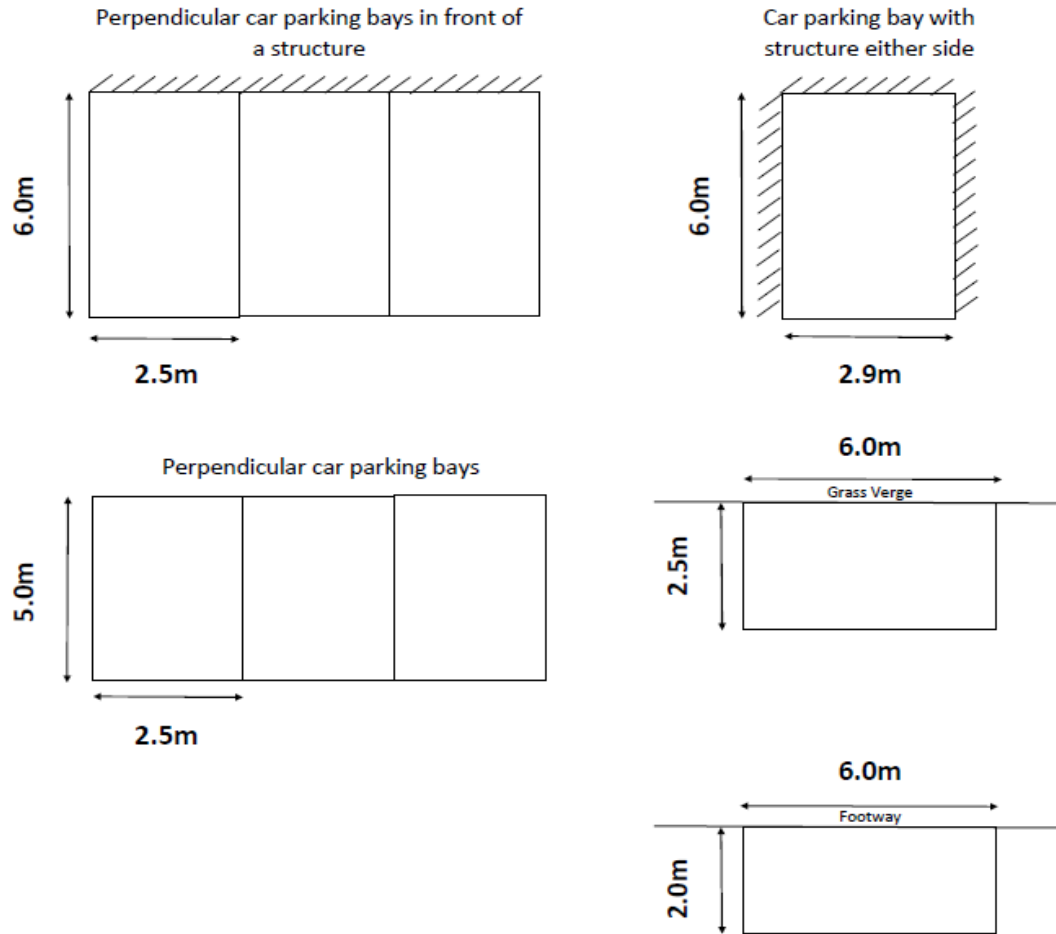 Perpendicular car parking bays in front of
a structure
6.0m
2.5m
Car parking bay with
structure either side
6.0m
2.9m
Perpendicular car parking bays
5.0m
2.5m
6.0m
Grass Verge
2.5m
6.0m
Footway
2.0m